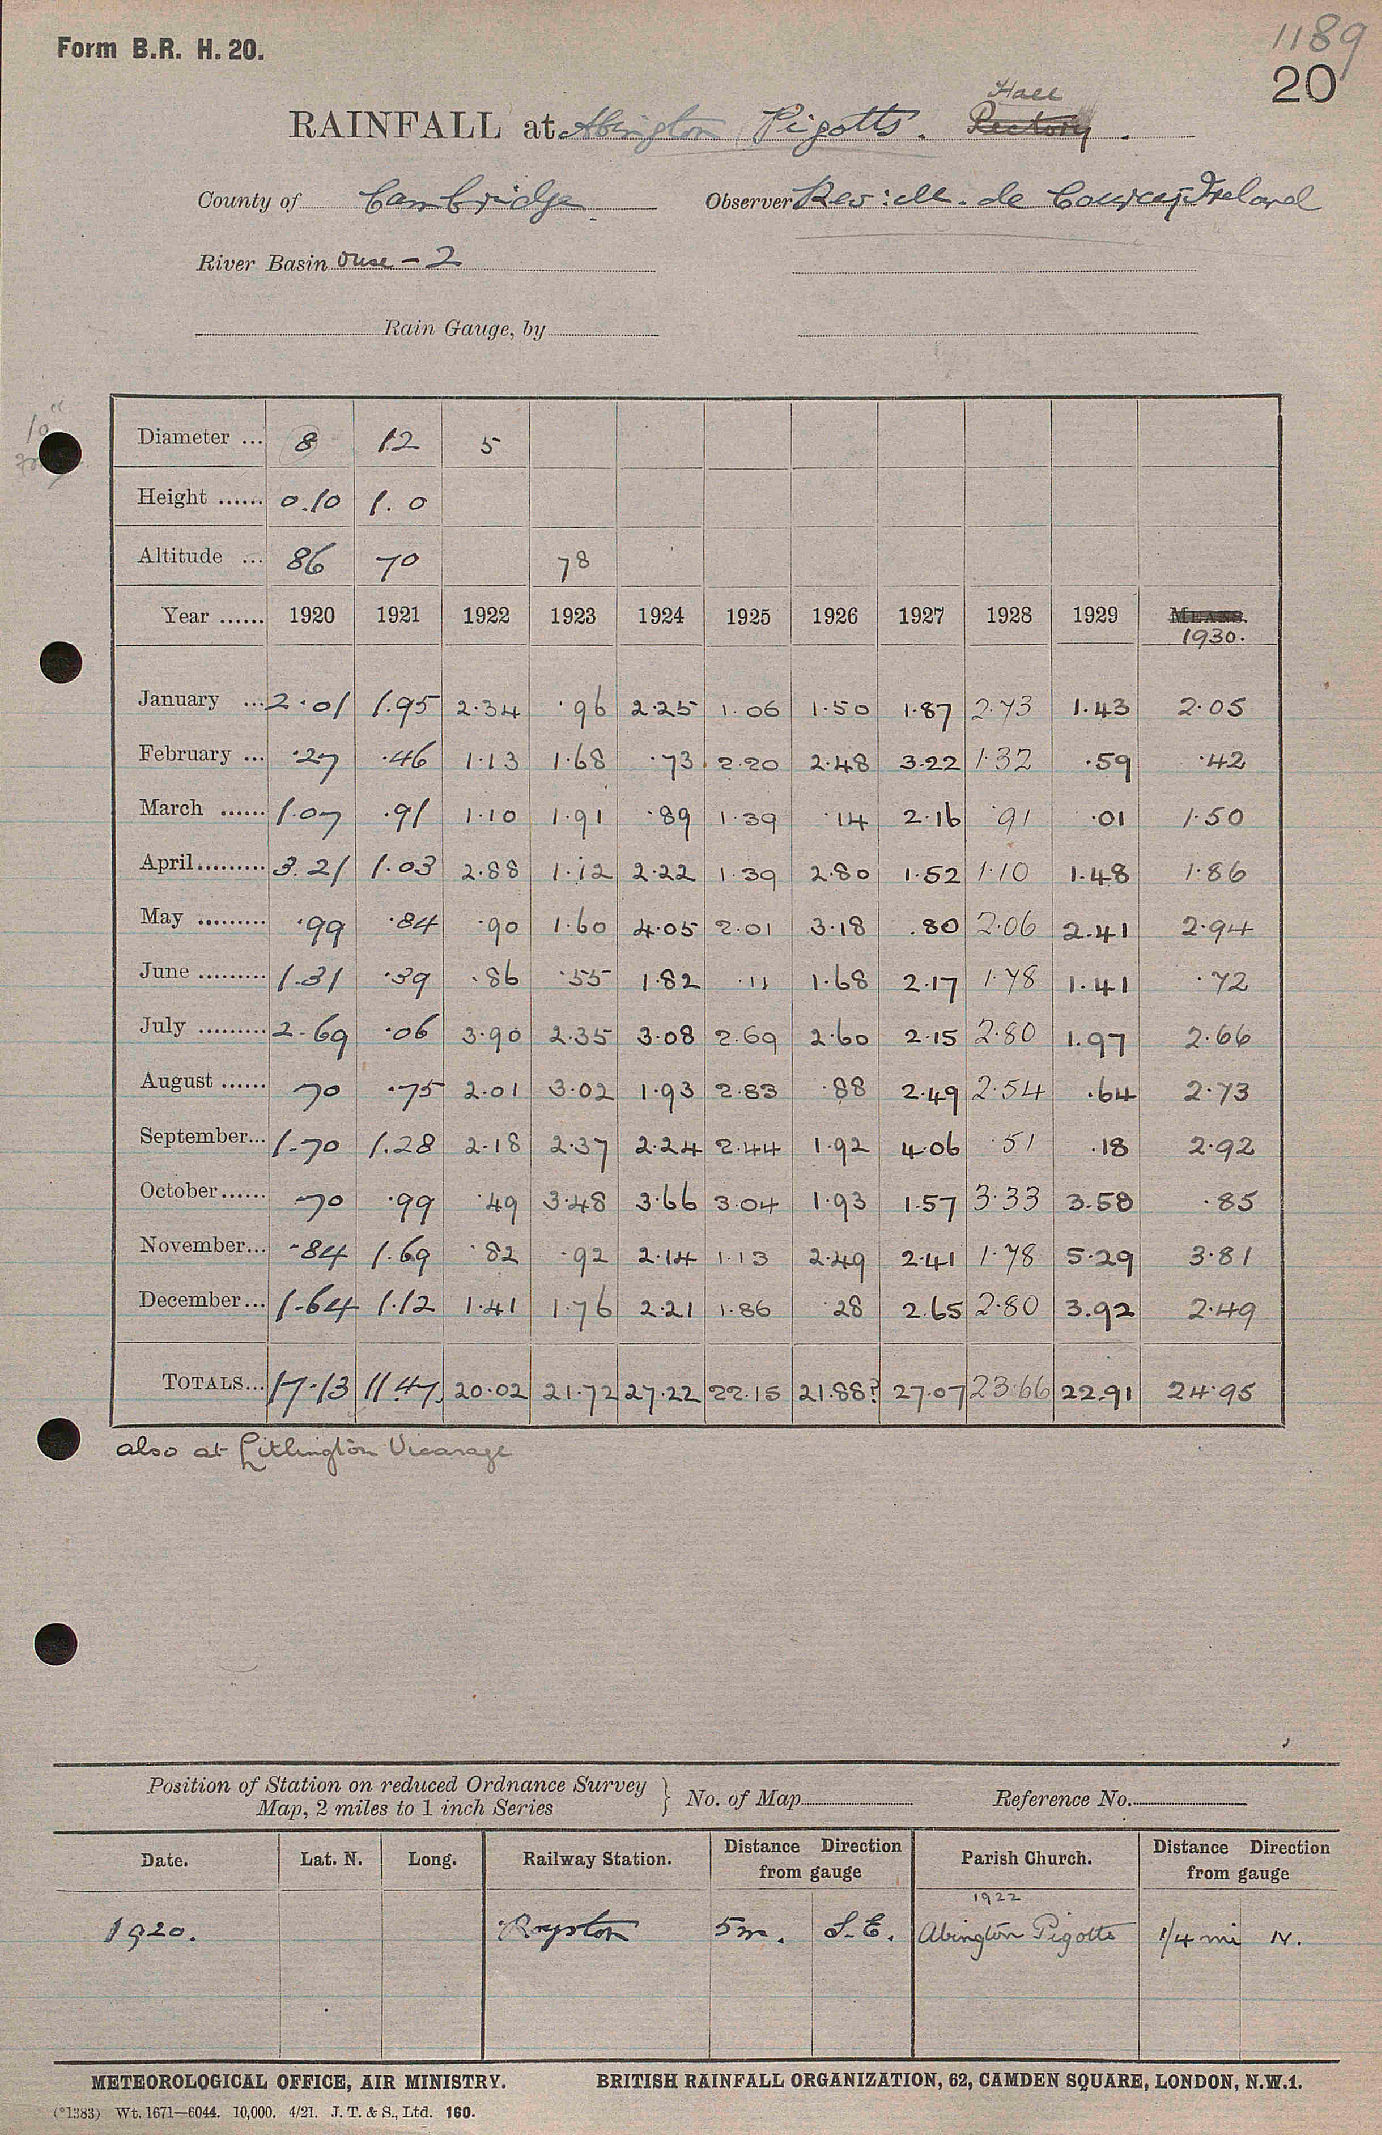 Form B.R. H. 20.
1189
20
RAINFALL at Abington Pigotts. Rectory Hall.
County of Cambridge Observer Rev: M. de Courcy Ireland
River Basin Ouse - 2
Rain Gauge, by
10"
Diameter ... 8 12 5
Height ...... 0.10 1.0
Altitude ... 86 70 78
Year ...... 1920 1921 1922 1923 1924 1925 1926 1927 1928 1929 MEANS. 1930.
January ... 2.01 1.95 2.34 .96 2.25 1.06 1.50 1.87 2.73 1.43 2.05
February ... .27 .46 1.13 1.68 .73 2.20 2.48 3.22 1.32 .59 .42
March ...... 1.07 .91 1.10 1.91 .89 1.39 .14 2.16 .91 .01 1.50
April ......... 3.21 1.03 2.88 1.12 2.22 1.39 2.80 1.52 1.10 1.48 1.86
May ......... .99 .84 .90 1.60 4.05 2.01 3.18 .80 2.06 2.41 2.94
June ......... 1.31 .39 .86 .55 1.82 .11 1.68 2.17 1.78 1.41 .72
July ......... 2.69 .06 3.90 2.35 3.08 2.69 2.60 2.15 2.80 1.97 2.66
August ...... 70 .75 2.01 3.02 1.93 2.83 .88 2.49 2.54 .64 2.73
September... 1.70 1.28 2.18 2.37 2.24 2.44 1.92 4.06 .51 .18 2.92
October...... 70 .99 .49 3.48 3.66 3.04 1.93 1.57 3.33 3.58 .85
November... .84 1.69 .82 .92 2.14 1.13 2.49 2.41 1.78 5.29 3.81
December... 1.64 1.12 1.41 1.76 2.21 1.86 .28 2.65 2.80 3.92 2.49
TOTALS... 17.13 11.47 20.02 21.72 27.22 22.15 21.88? 27.07 23.66 22.91 24.95
also at Litlington Vicarage
Position of Station on reduced Ordnance Survey Map, 2 miles to 1 inch Series } No. of Map Reference No.
Date. Lat. N. Long. Railway Station. Distance Direction from gauge Parish Church. Distance Direction from gauge
1922
1920. Royston 5m. S.E. Abington Pigotts 1/4 mi N.
METEOROLOGICAL OFFICE, AIR MINISTRY. BRITISH RAINFALL ORGANIZATION, 62, CAMDEN SQUARE, LONDON, N.W.1.
(*1383) Wt. 1671—6044. 10,000. 4/21. J. T. & S., Ltd. 160.